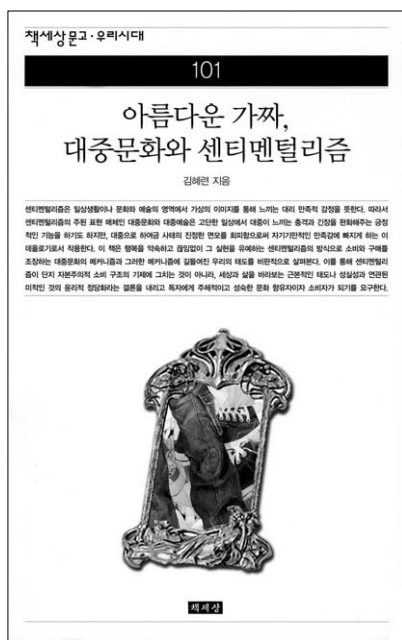 책세상문고·우리시대
101
아름다운 가짜,
대중문화와 센티멘털리즘
김혜련 지음
센티멘털리즘은 일상생활이나 문화와 예술의 영역에서 가상의 이미지를 통해 느끼는 대리 만족적 감정을 뜻한다. 따라서
센티멘털리즘의 주된 표현 매체인 대중문화와 대중예술은 고단한 일상에서 대중이 느끼는 충격과 긴장을 완화해주는 긍정
적인 기능을 하기도 하지만, 대중으로 하여금 사태의 진정한 면모를 회피함으로써 자기기만적인 만족감에 빠지게 하는 이
데올로기로서 작용한다. 이 책은 행복을 약속하고 끊임없이 그 실현을 유예하는 센티멘털리즘의 방식으로 소비와 구매를
조장하는 대중문화의 메커니즘과 그러한 메커니즘에 길들여진 우리의 태도를 비판적으로 살펴본다. 이를 통해 센티멘털리
즘이 단지 자본주의적 소비 구조의 기제에 그치는 것이 아니라, 세상과 삶을 바라보는 근본적인 태도나 성실성과 연관된
미적인 것의 윤리적 정당화라는 결론을 내리고 독자에게 주체적이고 성숙한 문화 향유자이자 소비자가 되기를 요구한다.
책세상